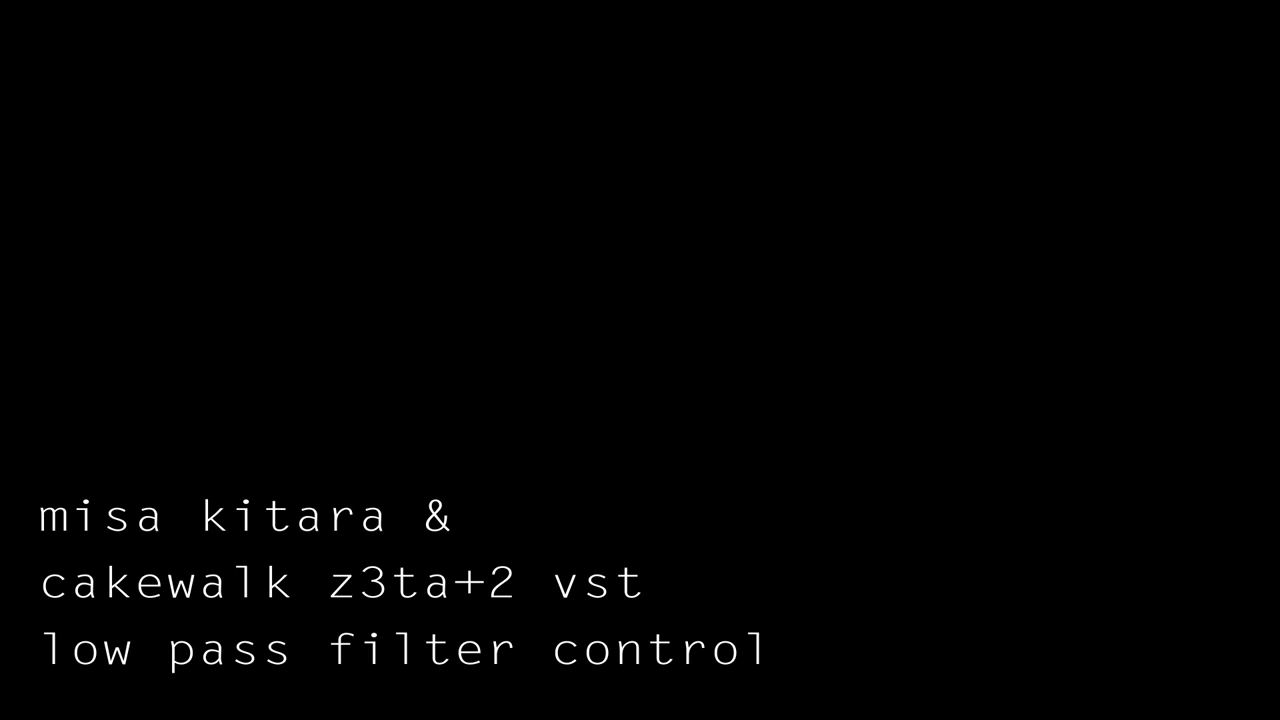 misa kitara &
cakewalk z3ta+2 vst
low pass filter control